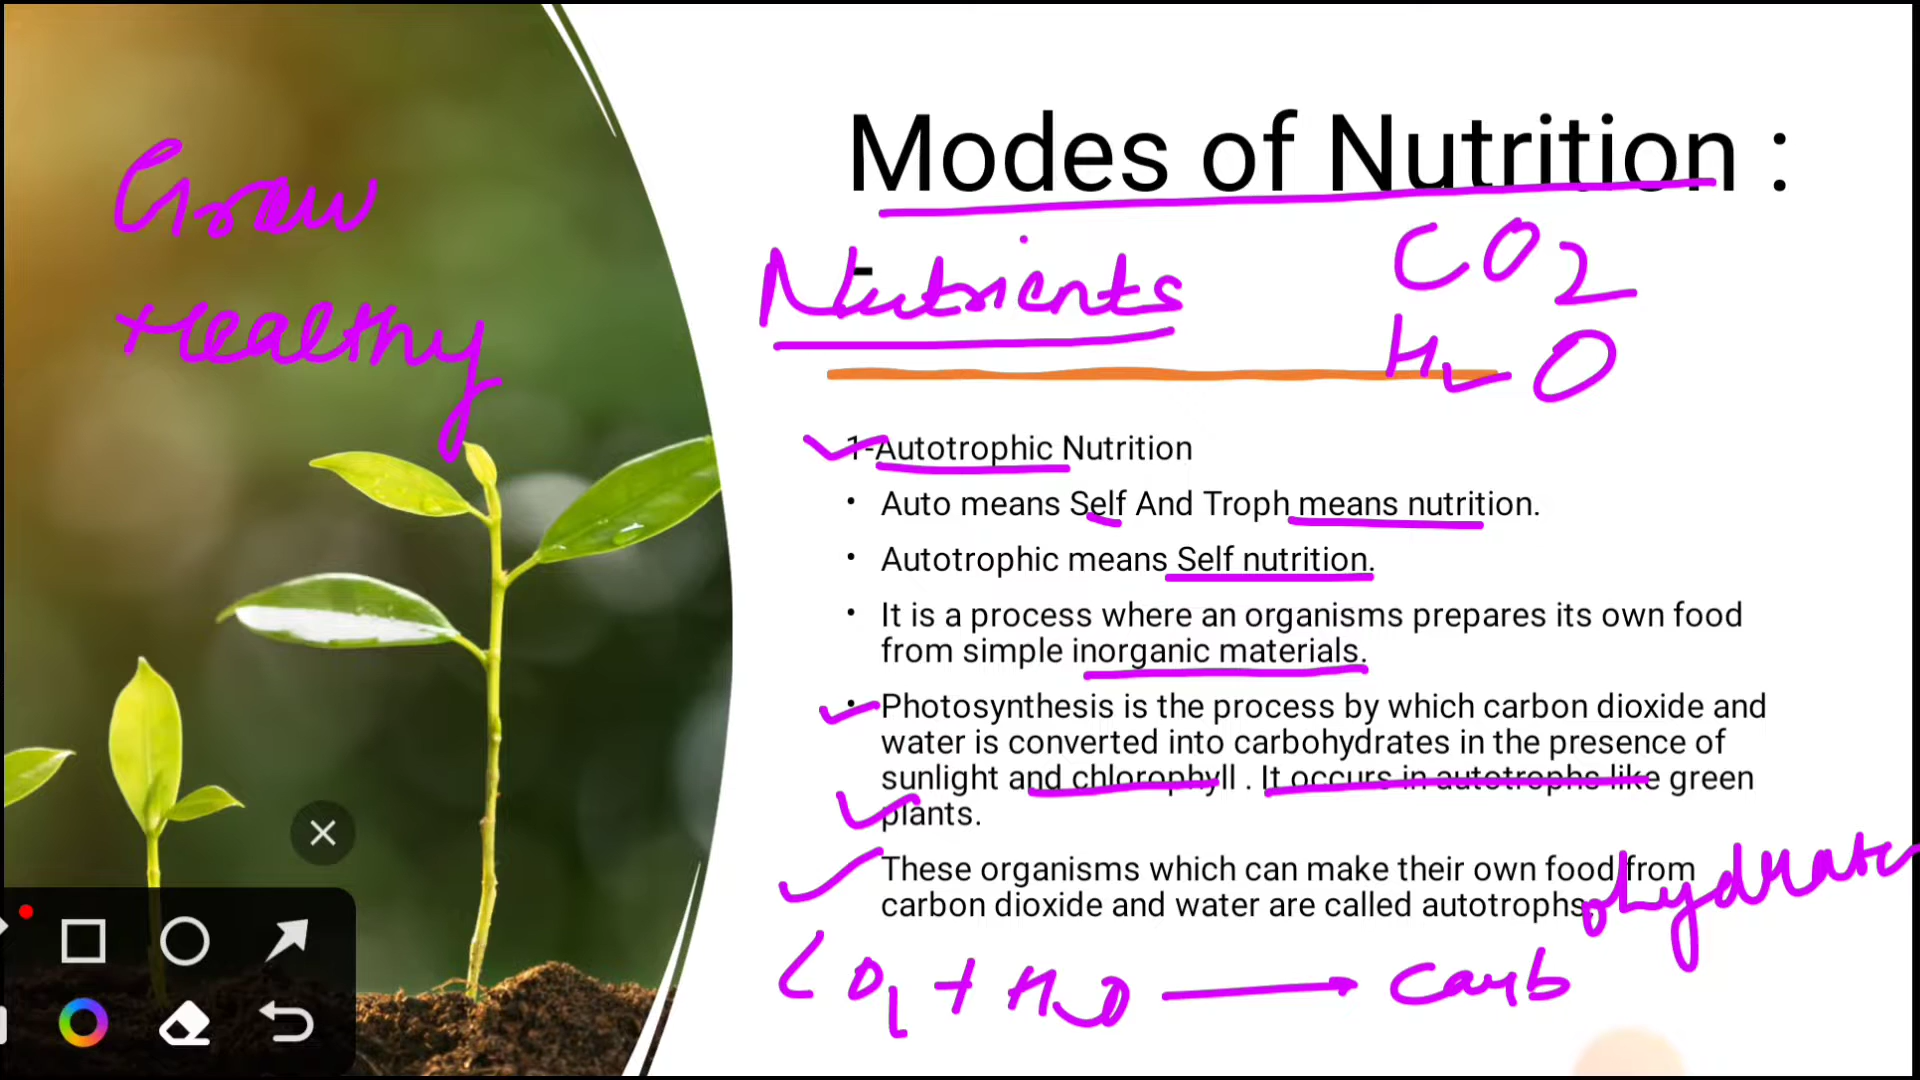 Modes of Nutrition :
-
Grow
Healthy
Nutrients
CO2
H2O
1-Autotrophic Nutrition
• Auto means Self And Troph means nutrition.
• Autotrophic means Self nutrition.
• It is a process where an organisms prepares its own food
from simple inorganic materials.
• Photosynthesis is the process by which carbon dioxide and
water is converted into carbohydrates in the presence of
sunlight and chlorophyll . It occurs in autotrophs like green
plants.
These organisms which can make their own food from
carbon dioxide and water are called autotrophs.
CO2 + H2O → Carbohydrates